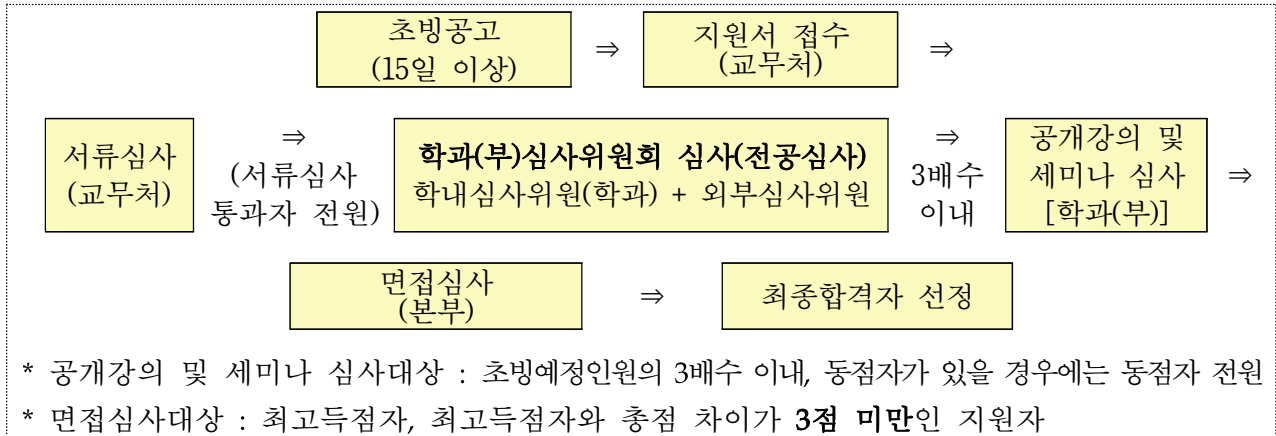 초빙공고
(15일 이상)
⇒
지원서 접수
(교무처)
⇒
서류심사
(교무처)
⇒
(서류심사
통과자 전원)
학과(부)심사위원회 심사(전공심사)
학내심사위원(학과) + 외부심사위원
⇒
3배수
이내
공개강의 및
세미나 심사
[학과(부)]
⇒
면접심사
(본부)
⇒
최종합격자 선정
* 공개강의 및 세미나 심사대상 : 초빙예정인원의 3배수 이내, 동점자가 있을 경우에는 동점자 전원
* 면접심사대상 : 최고득점자, 최고득점자와 총점 차이가 3점 미만인 지원자